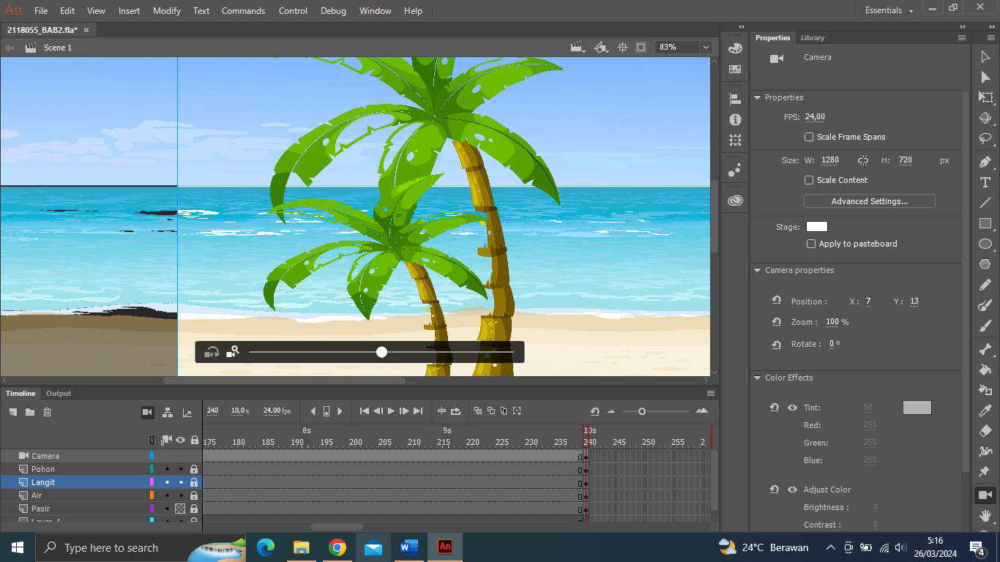 An File Edit View Insert Modify Text Commands Control Debug Window Help Essentials
2118055_BAB2.fla* ×
Scene 1 83%
Properties Library
Camera
Properties
FPS: 24,00
Scale Frame Spans
Size: W: 1280 H: 720 px
Scale Content
Advanced Settings...
Stage:
Apply to pasteboard
Camera properties
Position : X : 7 Y : 13
Zoom : 100 %
Rotate : 0 º
Color Effects
Tint: 50
Red: 255
Green: 255
Blue: 255
Adjust Color
Brightness : 0
Contrast : 0
Timeline Output
240 10,0 s 24,00 fps
8s 9s 10s
175 180 185 190 195 200 205 210 215 220 225 230 235 240 245 250 255 2
Camera
Pohon
Langit
Air
Pasir
Layer_1
Type here to search
An
24°C Berawan
5:16
26/03/2024
4